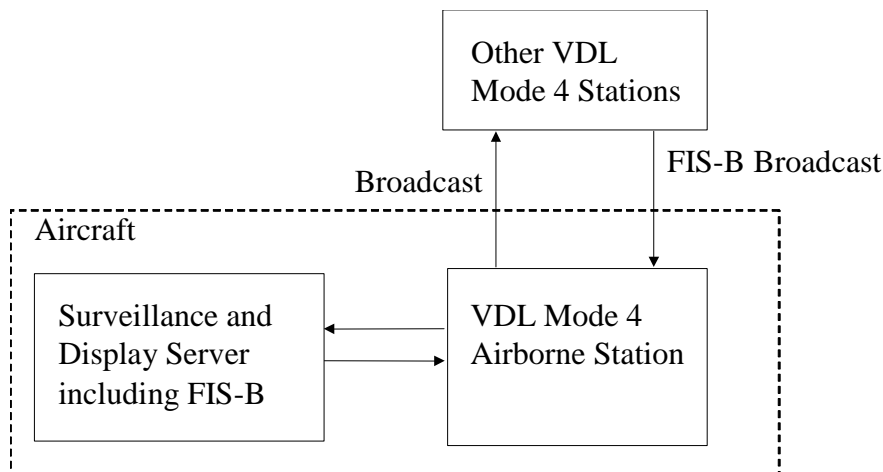 Other VDL
Mode 4 Stations
Broadcast
FIS-B Broadcast
Aircraft
Surveillance and
Display Server
including FIS-B
VDL Mode 4
Airborne Station